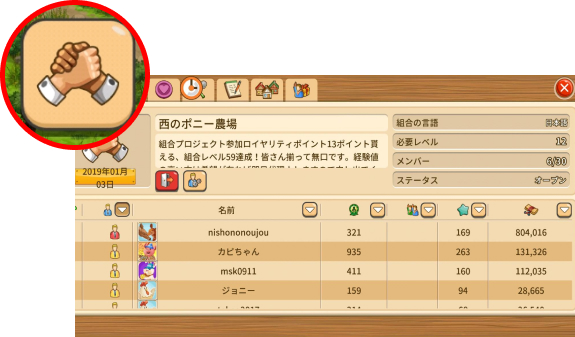 西のポニー農場
組合プロジェクト参加ロイヤリティポイント13ポイント貰
える、組合レベル59達成！皆さん揃って無口です。経験値
2019年01月
03日
組合の言語 日本語
必要レベル 12
メンバー 6/30
ステータス オープン
名前
nishononoujou 321 169 804,016
カピちゃん 935 263 131,326
msk0911 411 160 112,035
ジョニー 159 94 28,665